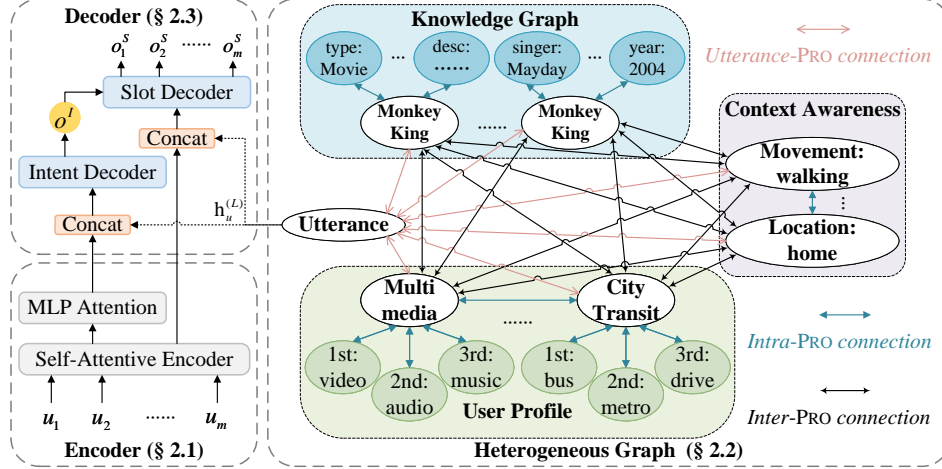 Decoder (§ 2.3)
o_1^S o_2^S ...... o_m^S
Slot Decoder
o^I
Concat
Intent Decoder
h_u^(L)
Concat
MLP Attention
Self-Attentive Encoder
u_1 u_2 ...... u_m
Encoder (§ 2.1)
Knowledge Graph
type: Movie
...
desc: ......
singer: Mayday
...
year: 2004
Monkey King
......
Monkey King
Utterance-PRO connection
Context Awareness
Movement: walking
...
Location: home
Utterance
Multi media
......
City Transit
1st: video
2nd: audio
3rd: music
1st: bus
2nd: metro
3rd: drive
User Profile
Intra-PRO connection
Inter-PRO connection
Heterogeneous Graph (§ 2.2)